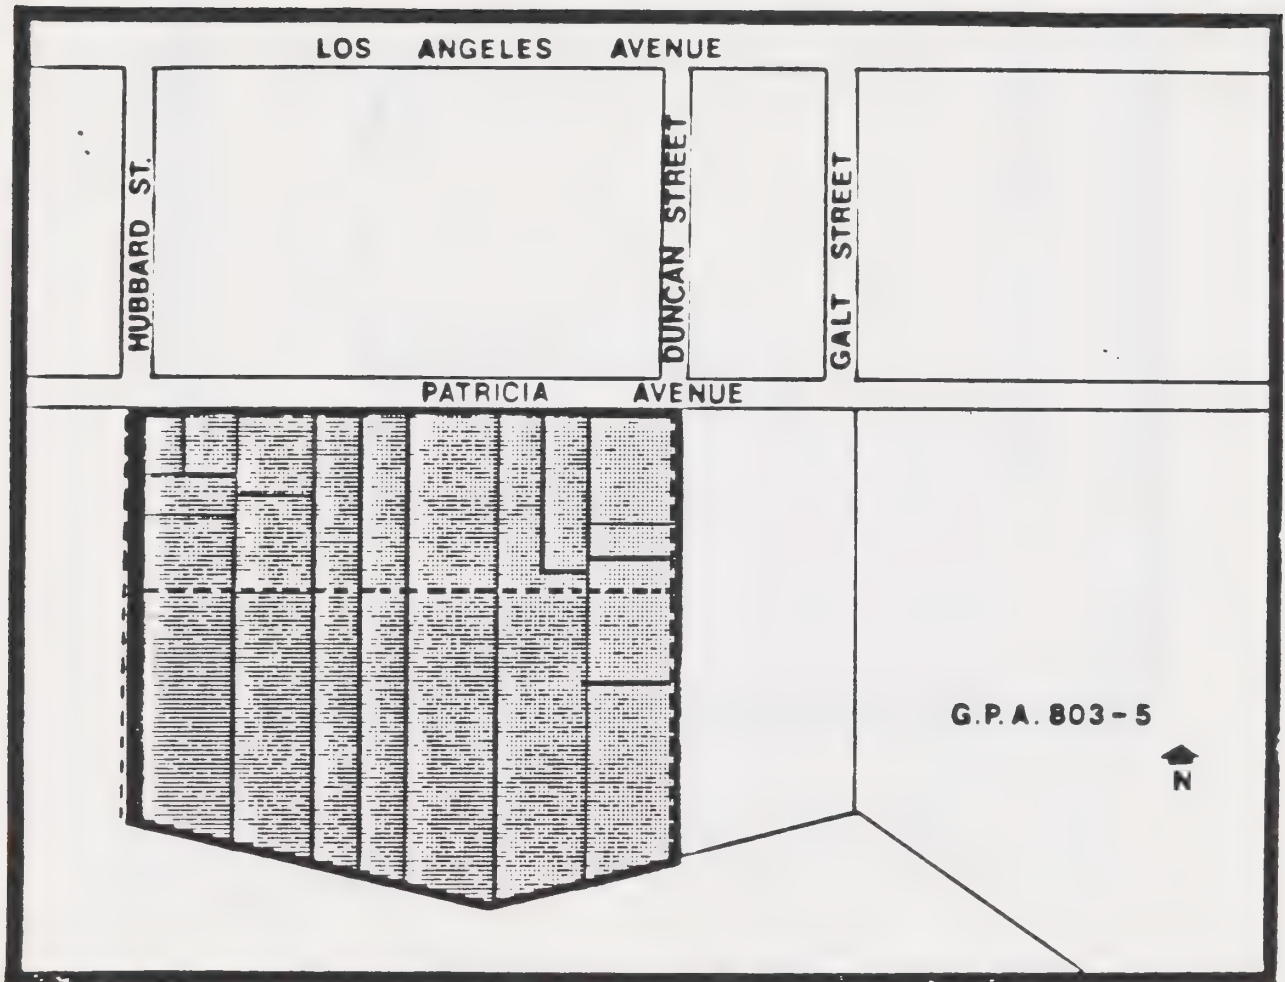 LOS ANGELES AVENUE
HUBBARD ST.
DUNCAN STREET
GALT STREET
PATRICIA AVENUE
G.P.A. 803-5
N